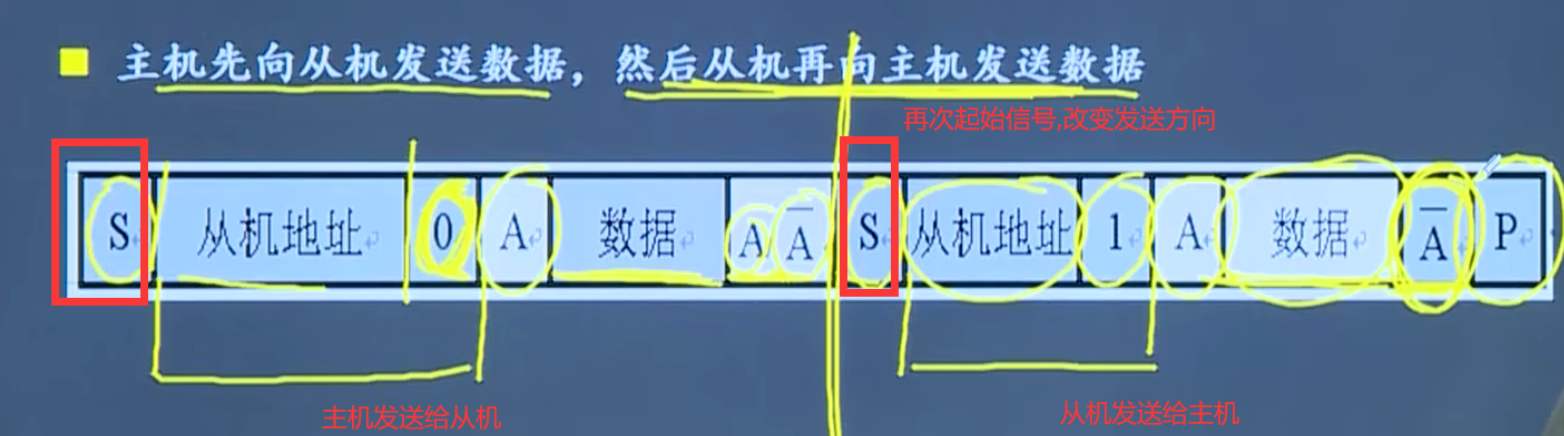 主机先向从机发送数据，然后从机再向主机发送数据
再次起始信号,改变发送方向
S 从机地址 0 A 数据 A A̅ S 从机地址 1 A 数据 A̅ P
主机发送给从机 从机发送给主机